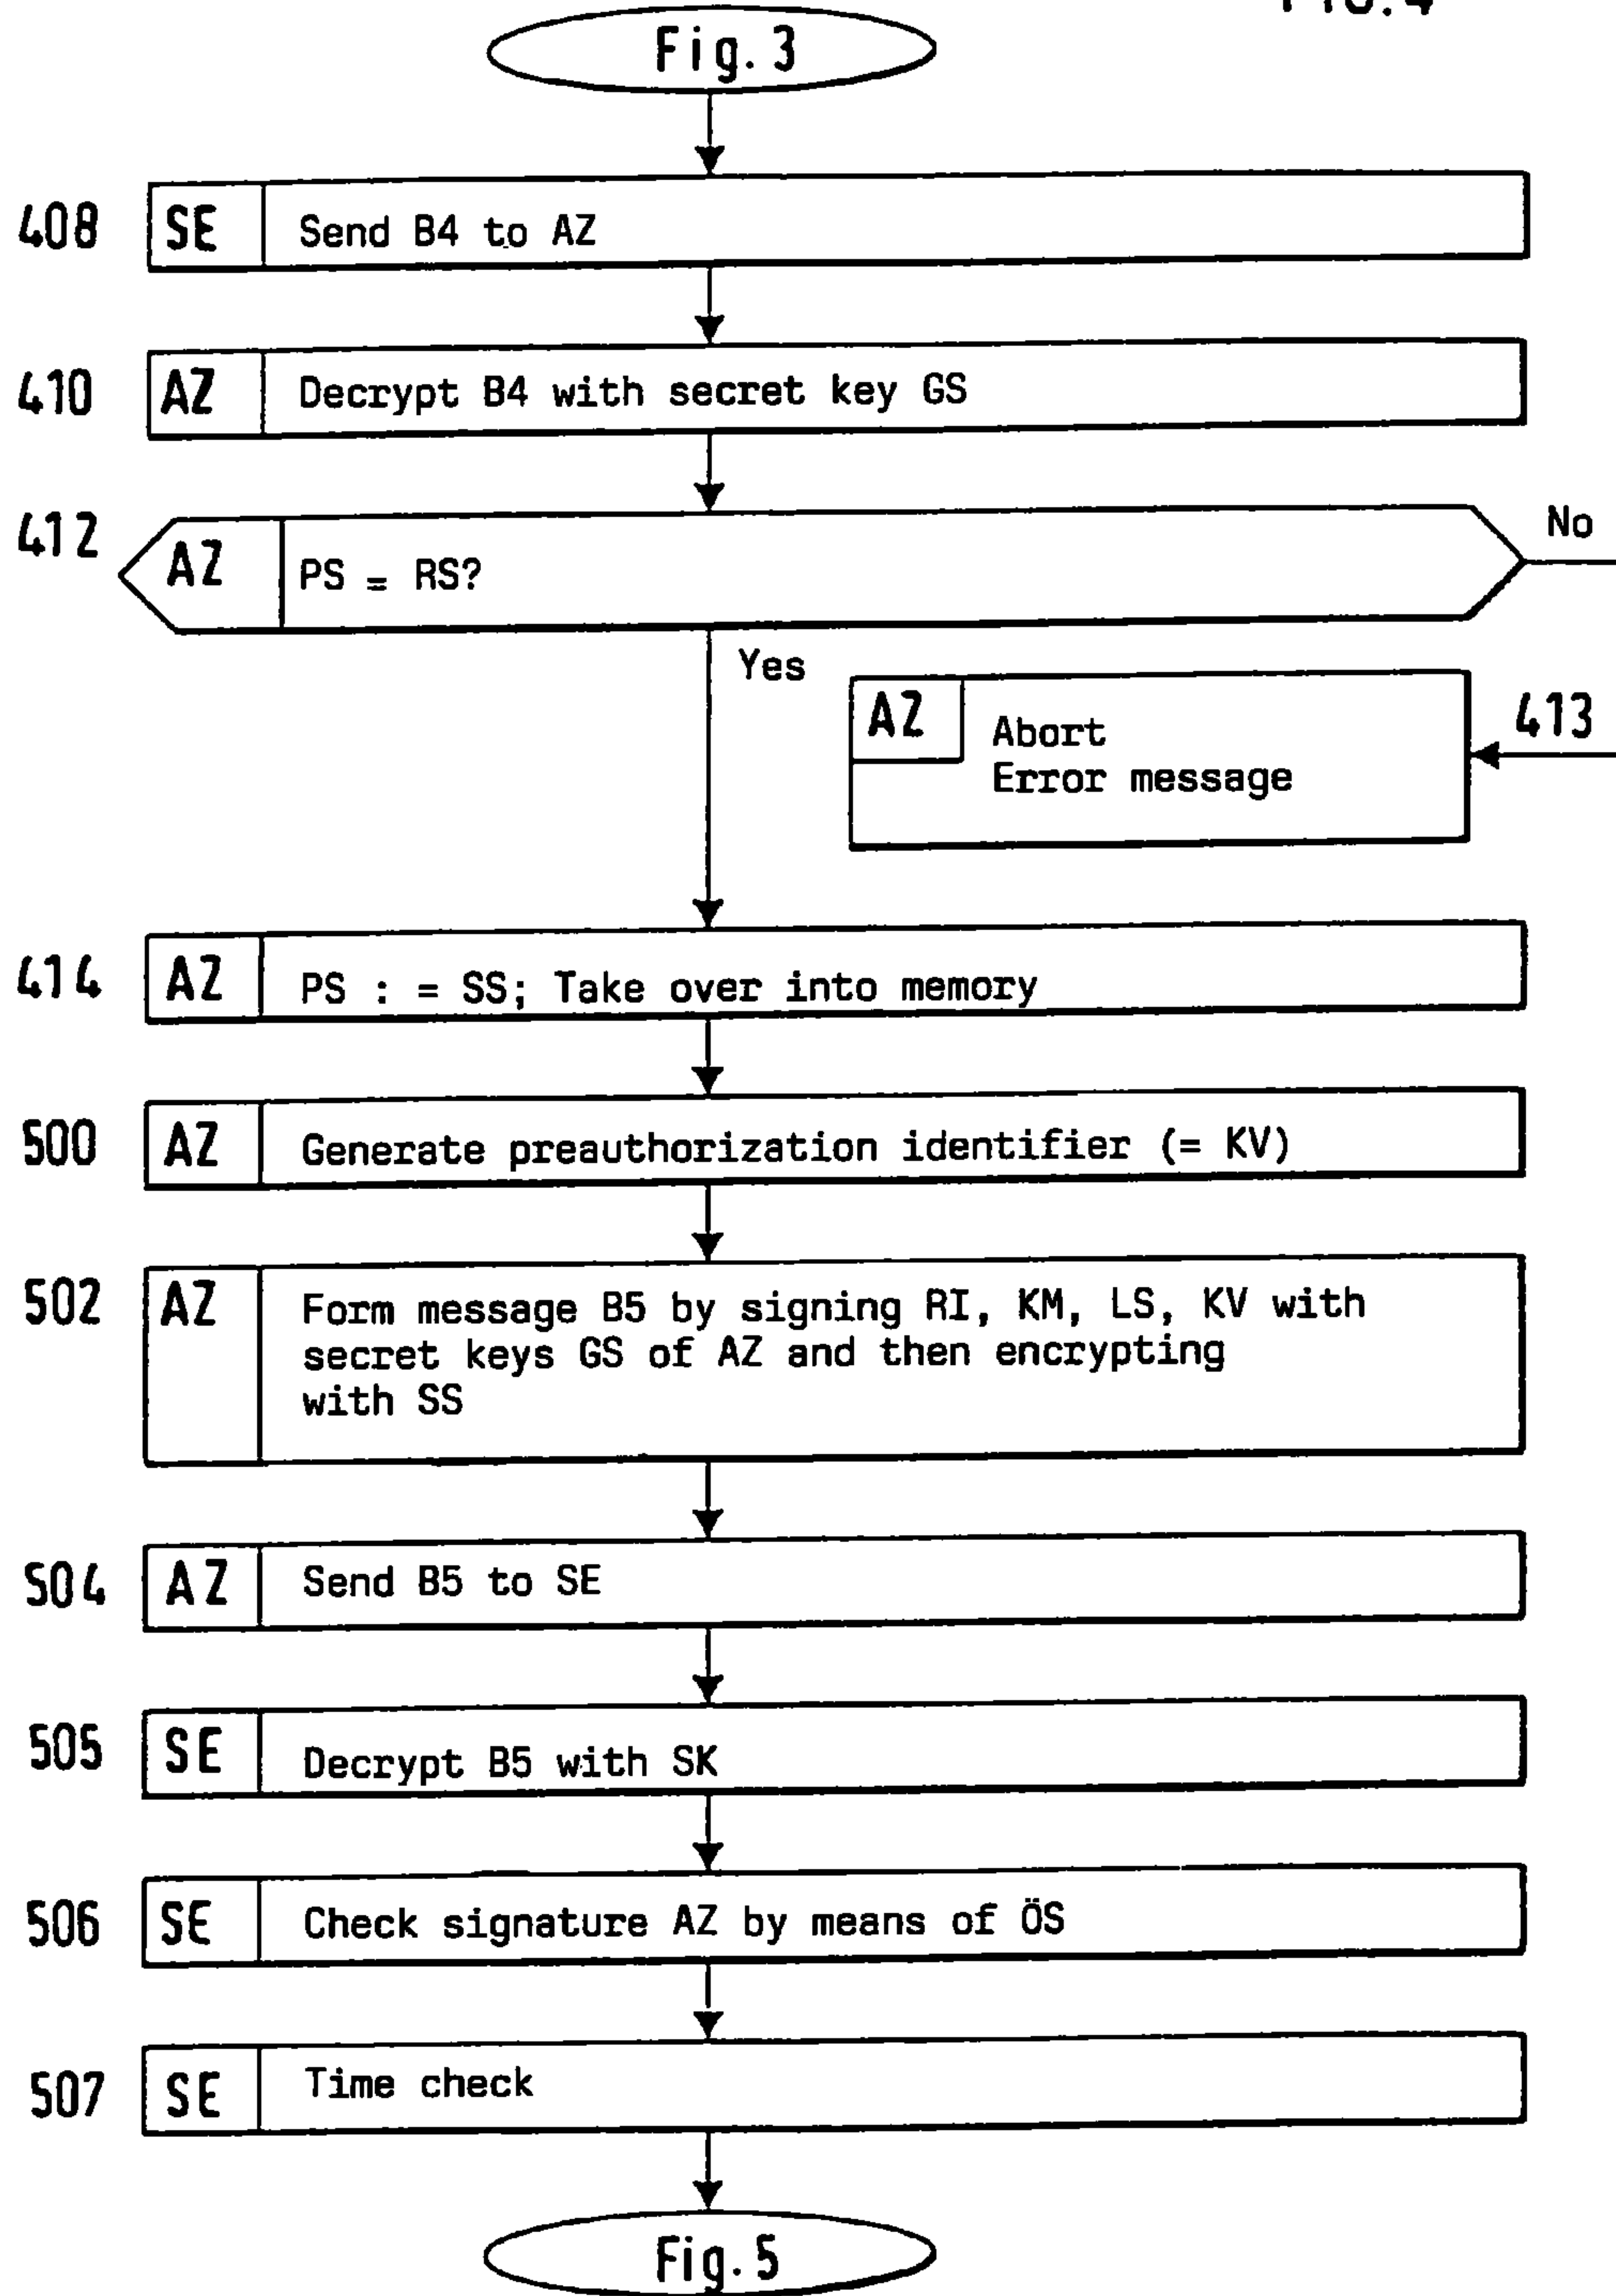 FIG.4
Fig. 3
408 SE Send B4 to AZ
410 AZ Decrypt B4 with secret key GS
412 AZ PS = RS? No
Yes
AZ Abort 413
Error message
414 AZ PS : = SS; Take over into memory
500 AZ Generate preauthorization identifier (= KV)
502 AZ Form message B5 by signing RI, KM, LS, KV with
secret keys GS of AZ and then encrypting
with SS
504 AZ Send B5 to SE
505 SE Decrypt B5 with SK
506 SE Check signature AZ by means of ÖS
507 SE Time check
Fig. 5